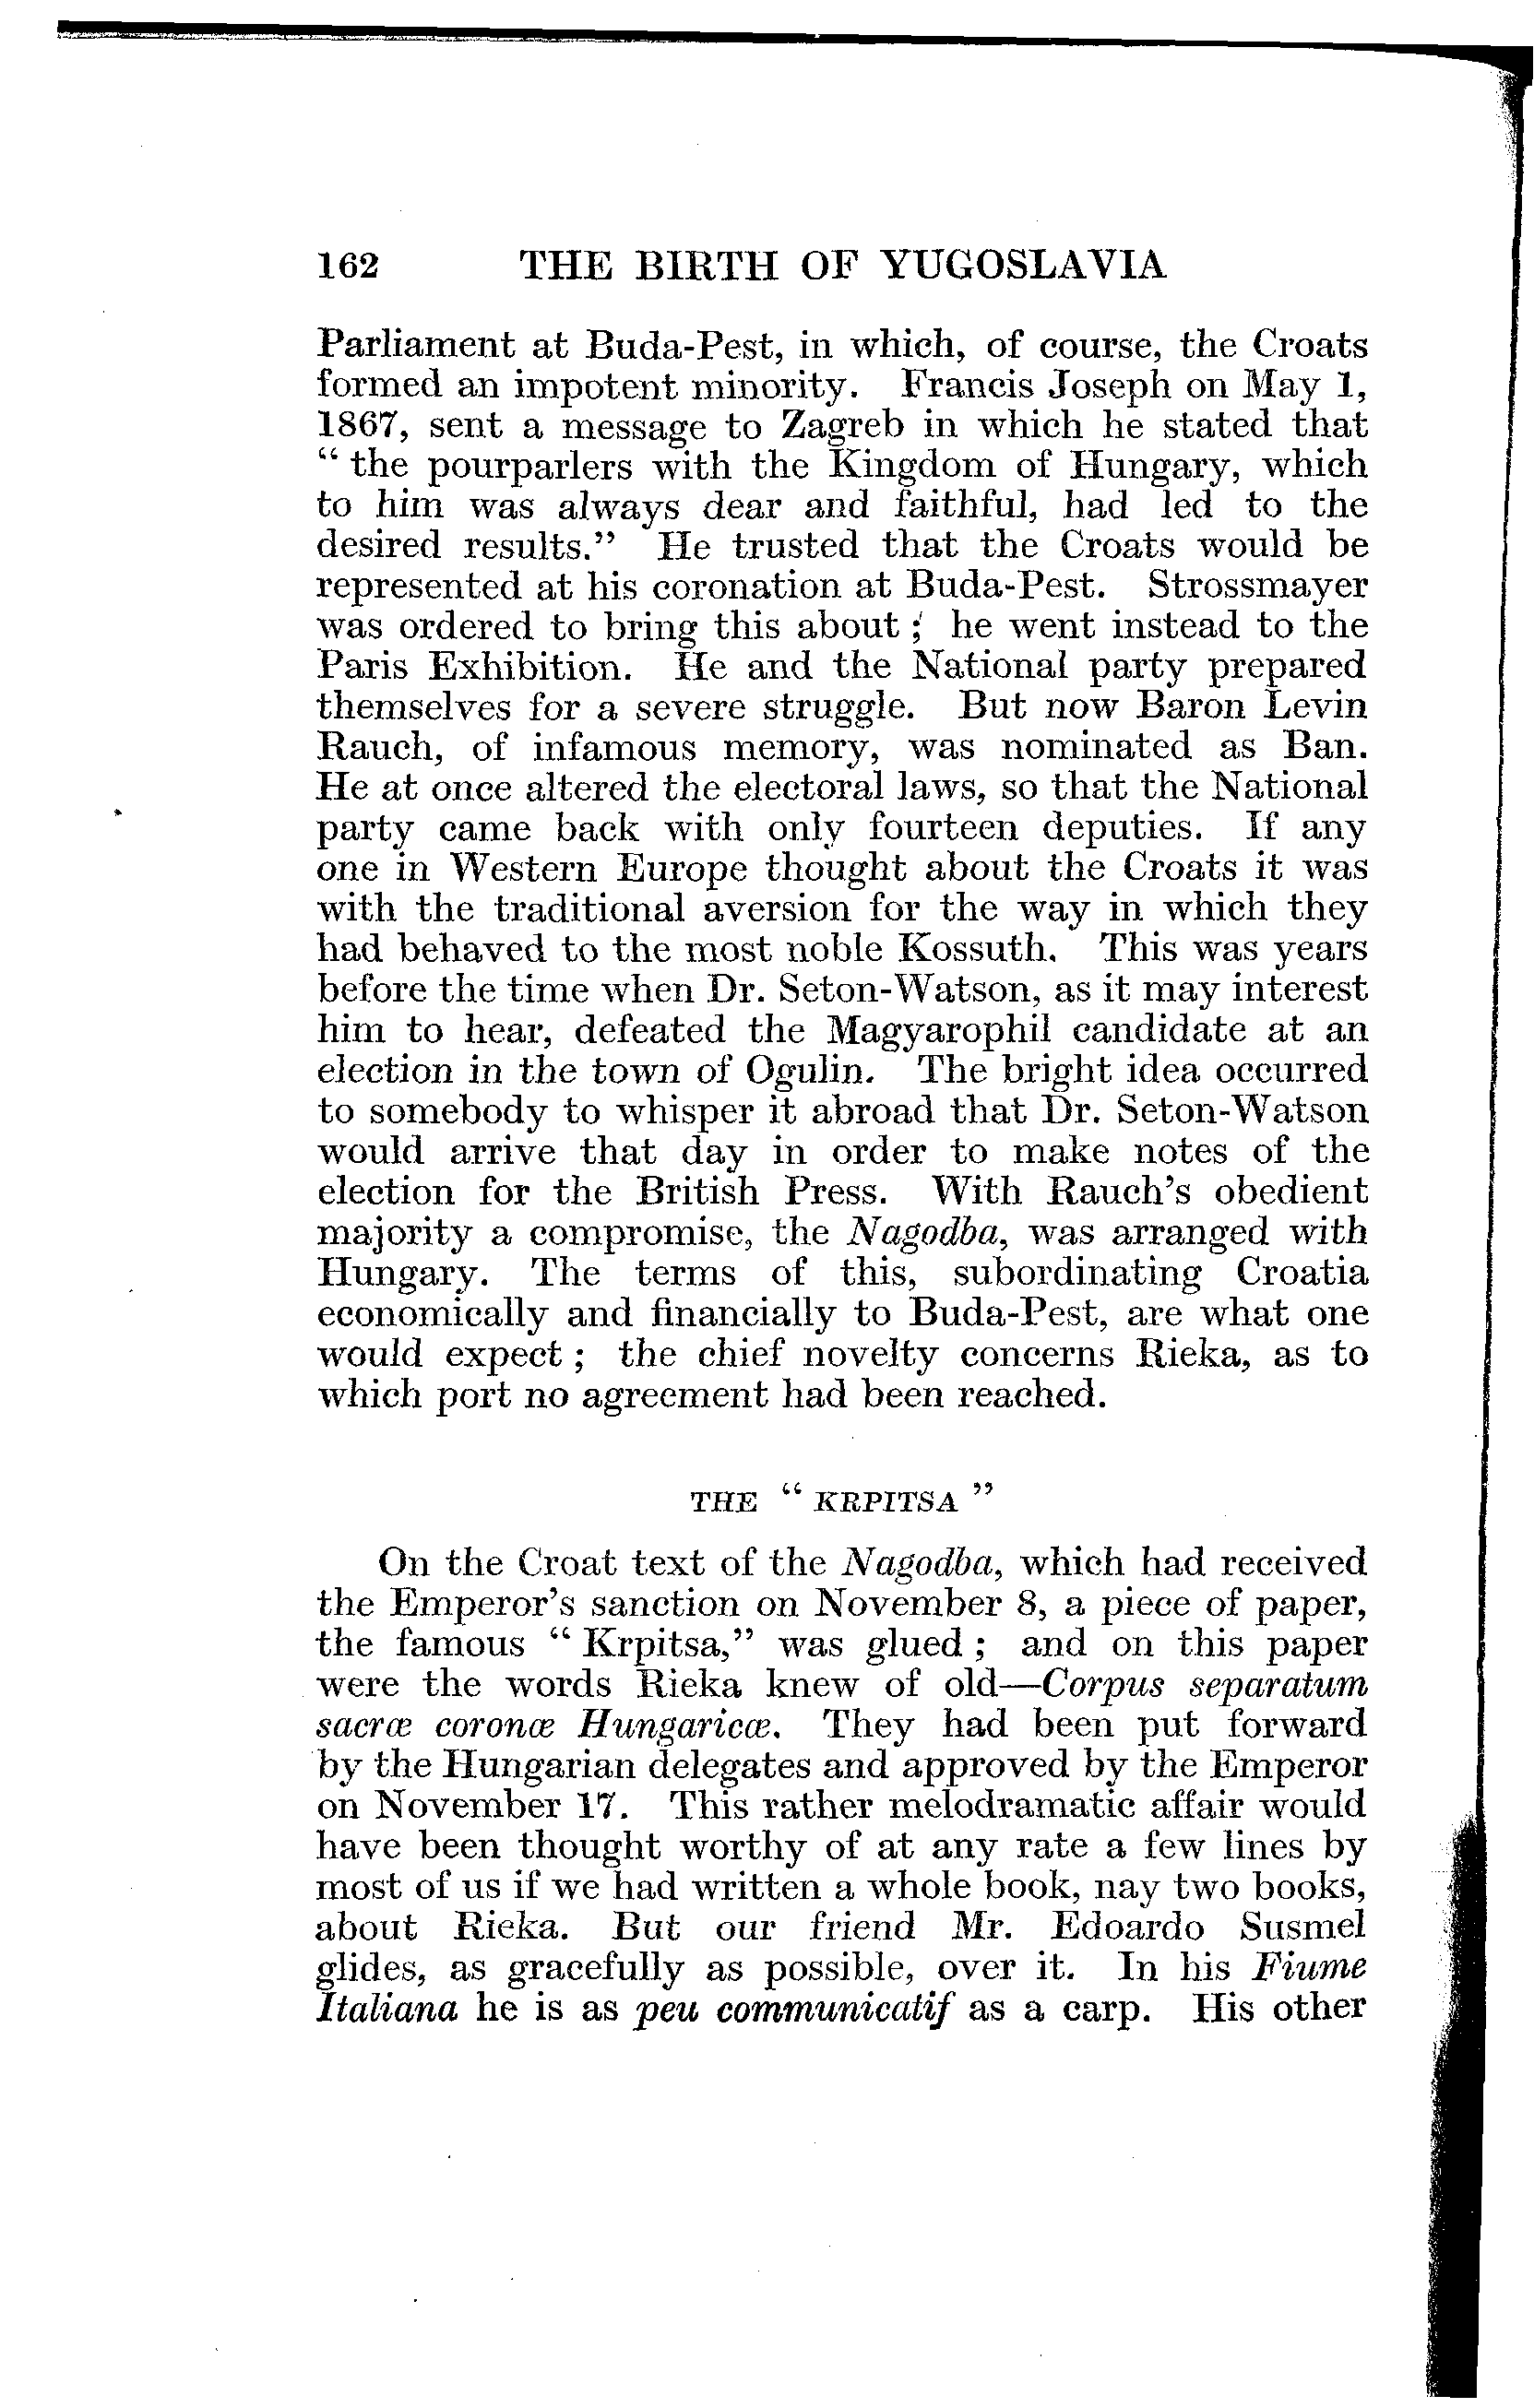 162 THE BIRTH OF YUGOSLAVIA
Parliament at Buda-Pest, in which, of course, the Croats
formed an impotent minority. Francis Joseph on May 1,
1867, sent a message to Zagreb in which he stated that
“ the pourparlers with the Kingdom of Hungary, which
to him was always dear and faithful, had led to the
desired results.” He trusted that the Croats would be
represented at his coronation at Buda-Pest. Strossmayer
was ordered to bring this about ; he went instead to the
Paris Exhibition. He and the National party prepared
themselves for a severe struggle. But now Baron Levin
Rauch, of infamous memory, was nominated as Ban.
He at once altered the electoral laws, so that the National
party came back with only fourteen deputies. If any
one in Western Europe thought about the Croats it was
with the traditional aversion for the way in which they
had behaved to the most noble Kossuth. This was years
before the time when Dr. Seton-Watson, as it may interest
him to hear, defeated the Magyarophil candidate at an
election in the town of Ogulin. The bright idea occurred
to somebody to whisper it abroad that Dr. Seton-Watson
would arrive that day in order to make notes of the
election for the British Press. With Rauch’s obedient
majority a compromise, the Nagodba, was arranged with
Hungary. The terms of this, subordinating Croatia
economically and financially to Buda-Pest, are what one
would expect ; the chief novelty concerns Rieka, as to
which port no agreement had been reached.
THE “ KRPITSA ”
On the Croat text of the Nagodba, which had received
the Emperor’s sanction on November 8, a piece of paper,
the famous “ Krpitsa,” was glued ; and on this paper
were the words Rieka knew of old—Corpus separatum
sacræ coronæ Hungaricæ. They had been put forward
by the Hungarian delegates and approved by the Emperor
on November 17. This rather melodramatic affair would
have been thought worthy of at any rate a few lines by
most of us if we had written a whole book, nay two books,
about Rieka. But our friend Mr. Edoardo Susmel
glides, as gracefully as possible, over it. In his Fiume
Italiana he is as peu communicatif as a carp. His other